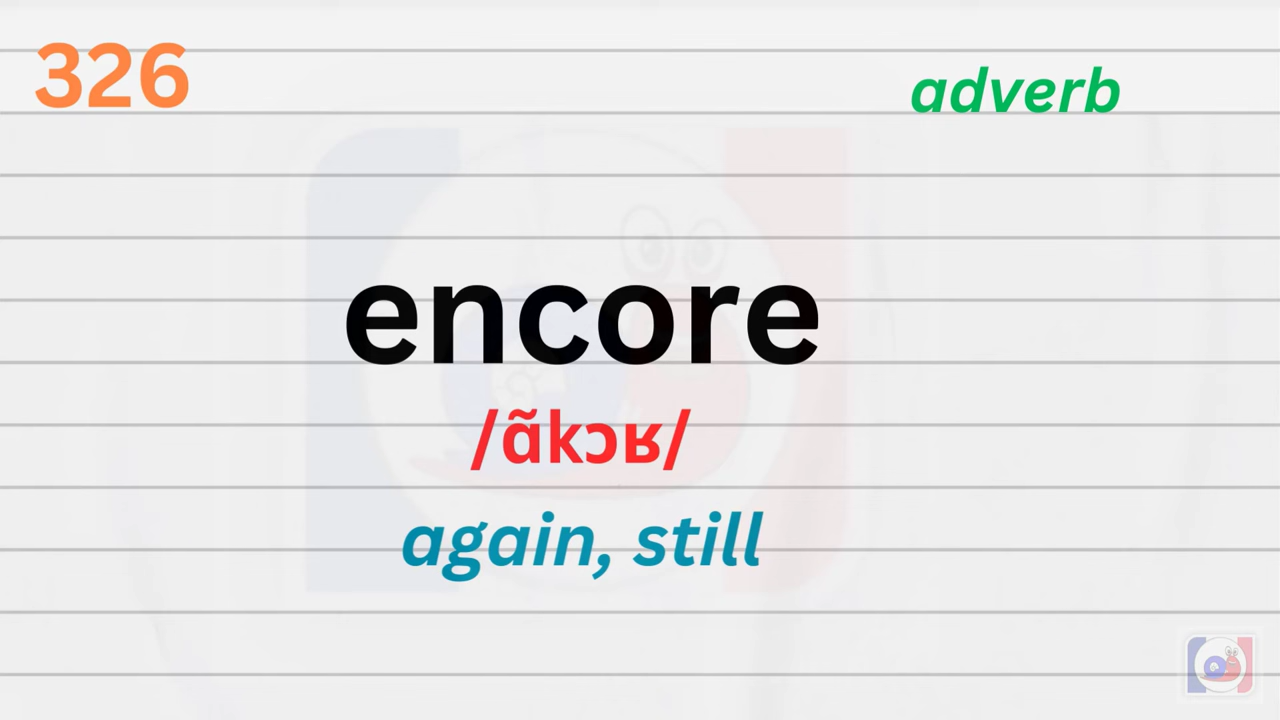 326
adverb
encore
/ɑ̃kɔʁ/
again, still